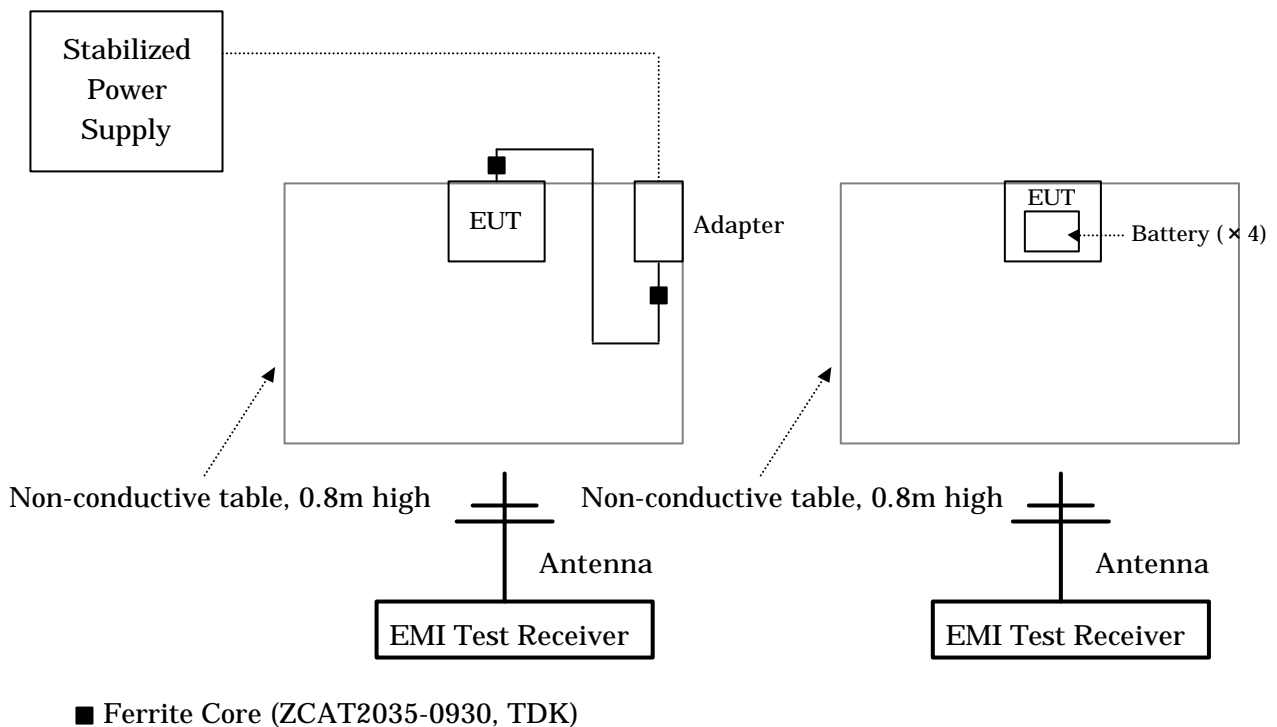 Stabilized
Power
Supply
EUT
Adapter
EUT
Battery ( × 4)
Non-conductive table, 0.8m high
Non-conductive table, 0.8m high
Antenna
Antenna
EMI Test Receiver
EMI Test Receiver
Ferrite Core (ZCAT2035-0930, TDK)